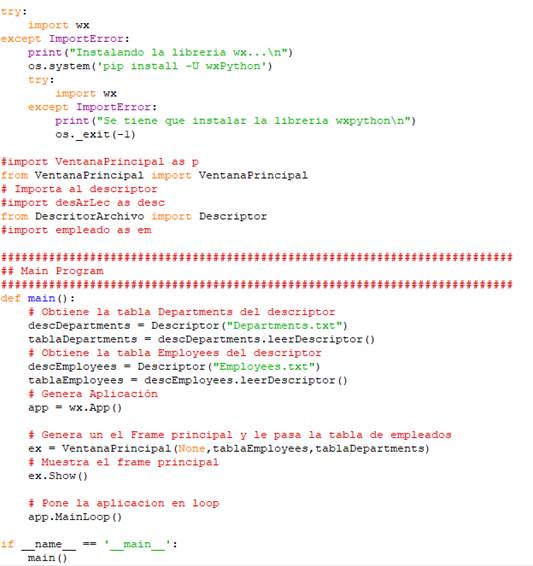 try:
    import wx
except ImportError:
    print("Instalando la libreria wx...\n")
    os.system('pip install -U wxPython')
    try:
        import wx
    except ImportError:
        print("Se tiene que instalar la libreria wxpython\n")
        os._exit(-1)

#import VentanaPrincipal as p
from VentanaPrincipal import VentanaPrincipal
# Importa al descriptor
#import desArLec as desc
from DescritorArchivo import Descriptor
#import empleado as em

###########################################################################
## Main Program
###########################################################################
def main():
    # Obtiene la tabla Departments del descriptor
    descDepartments = Descriptor("Departments.txt")
    tablaDepartments = descDepartments.leerDescriptor()
    # Obtiene la tabla Employees del descriptor
    descEmployees = Descriptor("Employees.txt")
    tablaEmployees = descEmployees.leerDescriptor()
    # Genera Aplicación
    app = wx.App()

    # Genera un el Frame principal y le pasa la tabla de empleados
    ex = VentanaPrincipal(None,tablaEmployees,tablaDepartments)
    # Muestra el frame principal
    ex.Show()

    # Pone la aplicacion en loop
    app.MainLoop()

if __name__ == '__main__':
    main()